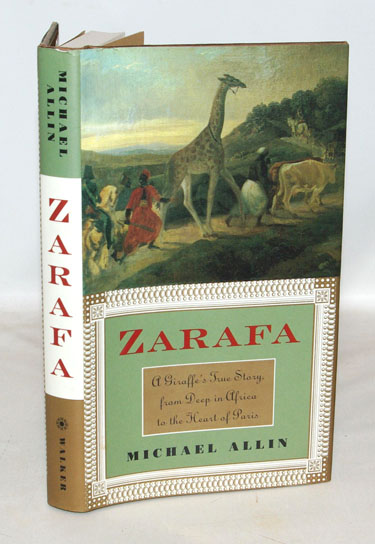 MICHAEL
ALLIN
ZARAFA
WALKER
ZARAFA
A Giraffe's True Story,
from Deep in Africa
to the Heart of Paris
MICHAEL ALLIN